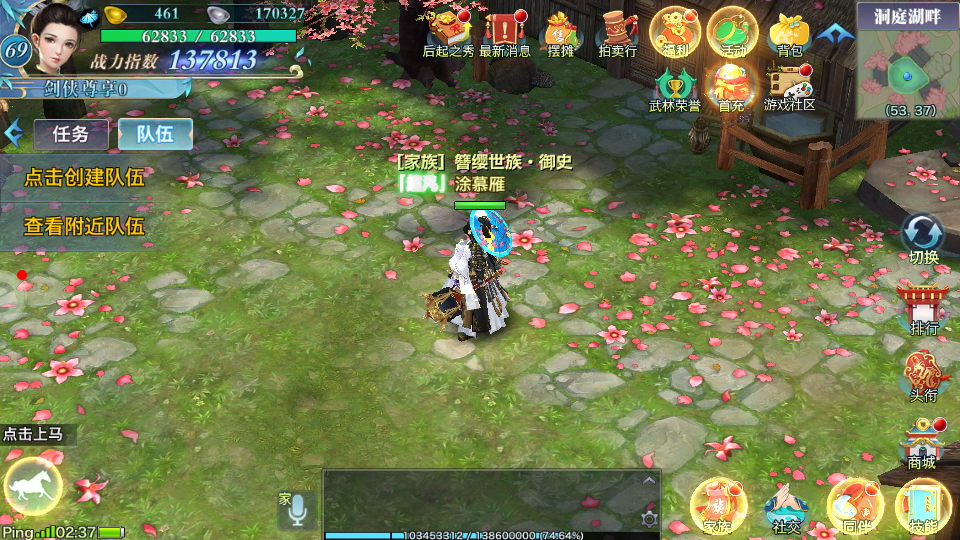 461
170327
洞庭湖畔
62833 / 62833
69
战力指数 137813
后起之秀
最新消息
摆摊
拍卖行
福利
活动
背包
剑侠尊享0
武林荣誉
首充
游戏社区
(53, 37)
任务
队伍
[家族] 簪缨世族·御史
涂慕雁
点击创建队伍
查看附近队伍
切换
排行
头衔
点击上马
商城
家
家族
社交
同伴
技能
Ping
02:37
103453312 / 138600000 (74.64%)